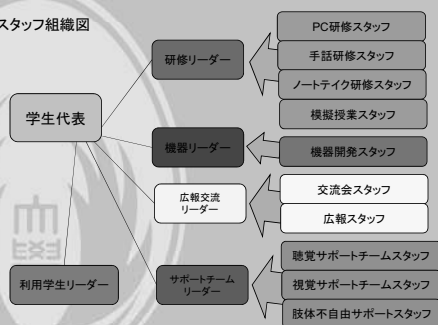 スタッフ組織図
学生代表
研修リーダー
PC研修スタッフ
手話研修スタッフ
ノートテイク研修スタッフ
模擬授業スタッフ
機器リーダー
機器開発スタッフ
広報交流
リーダー
交流会スタッフ
広報スタッフ
利用学生リーダー
サポートチーム
リーダー
聴覚サポートチームスタッフ
視覚サポートチームスタッフ
肢体不自由サポートスタッフ